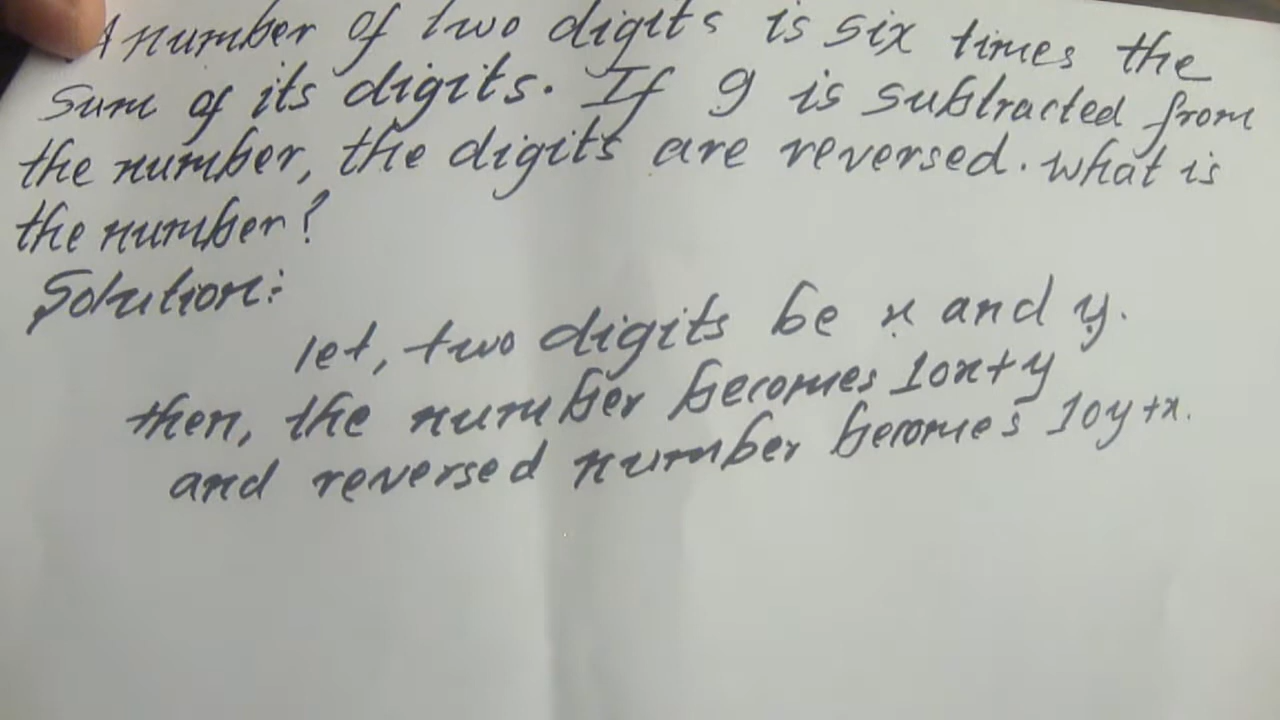 A number of two digits is six times the
sum of its digits. If 9 is subtracted from
the number, the digits are reversed. What is
the number?
Solution:
let, two digits be x and y.
then, the number becomes 10x+y
and reversed number becomes 10y+x.